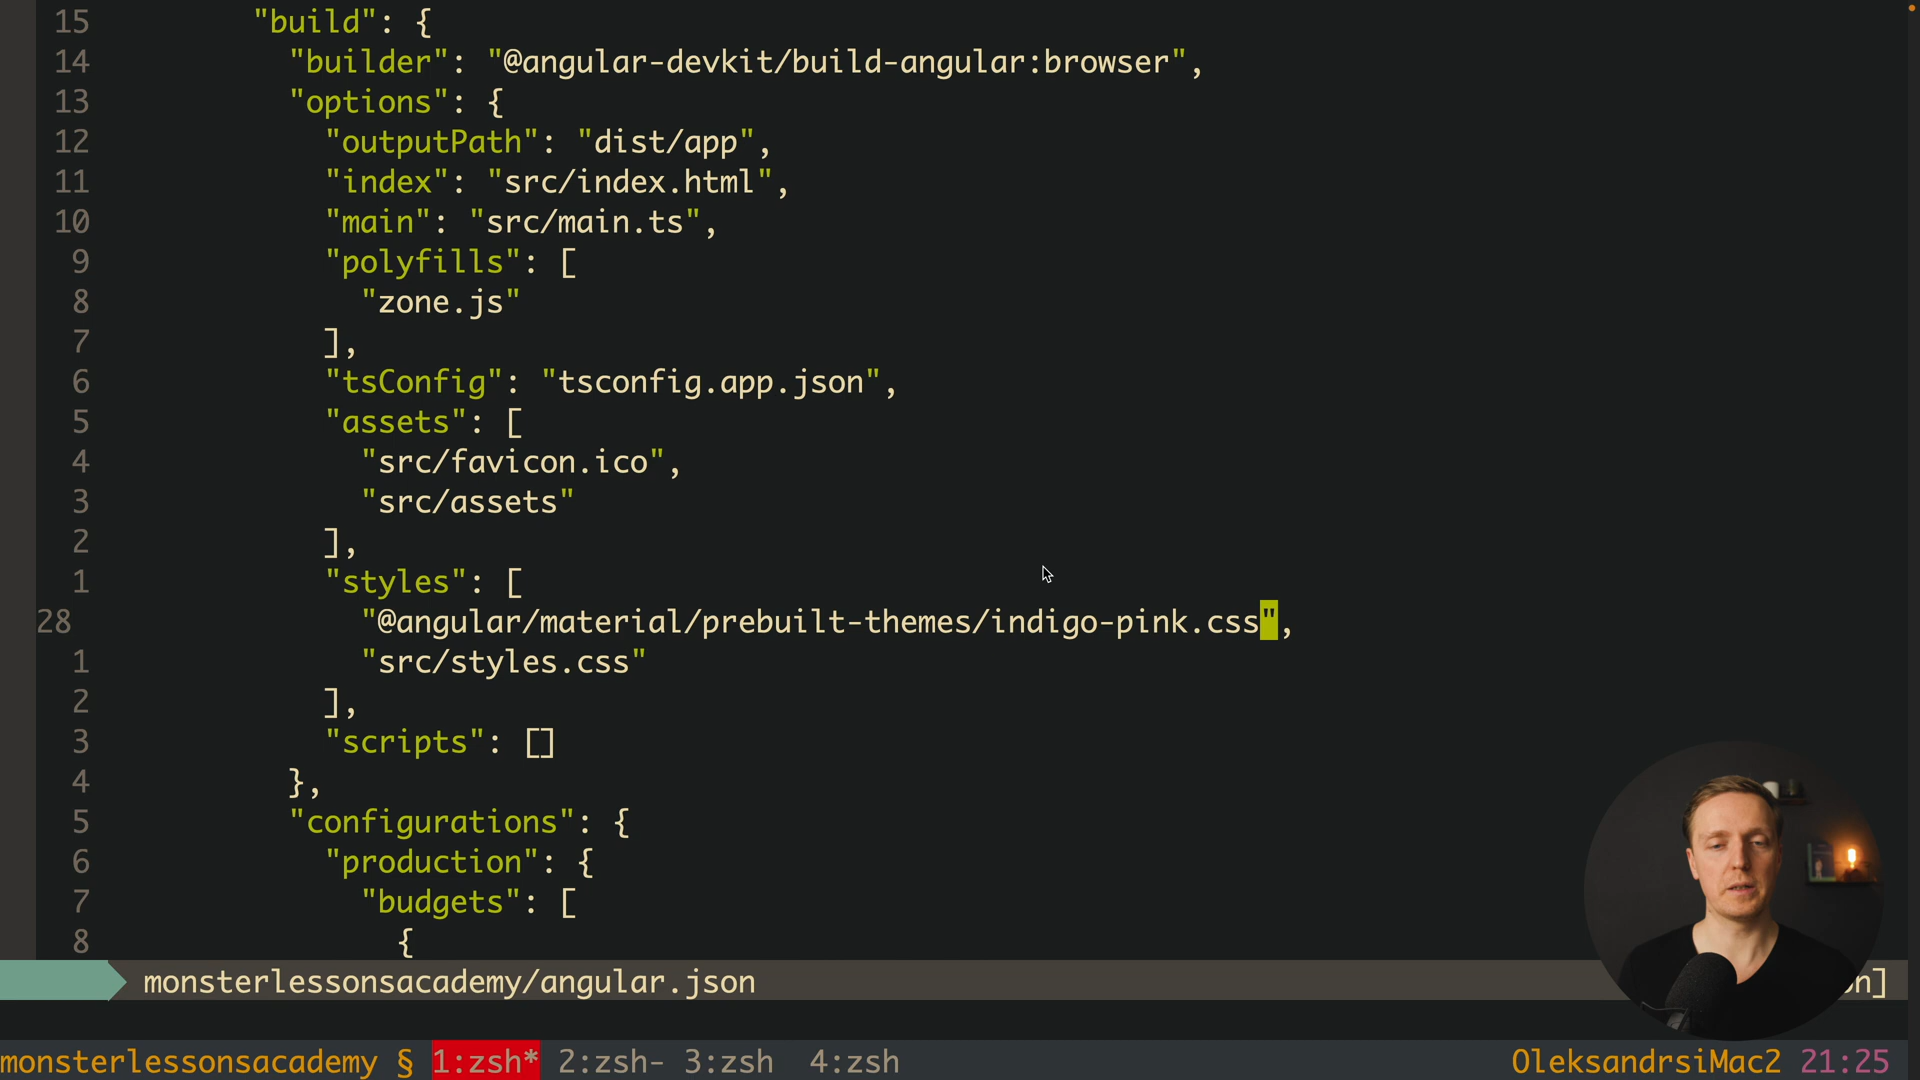 15 "build": {
14 "builder": "@angular-devkit/build-angular:browser",
13 "options": {
12 "outputPath": "dist/app",
11 "index": "src/index.html",
10 "main": "src/main.ts",
9 "polyfills": [
8 "zone.js"
7 ],
6 "tsConfig": "tsconfig.app.json",
5 "assets": [
4 "src/favicon.ico",
3 "src/assets"
2 ],
1 "styles": [
28 "@angular/material/prebuilt-themes/indigo-pink.css",
1 "src/styles.css"
2 ],
3 "scripts": []
4 },
5 "configurations": {
6 "production": {
7 "budgets": [
8 {
monsterlessonsacademy/angular.json
monsterlessonsacademy § 1:zsh* 2:zsh- 3:zsh 4:zsh OleksandrsiMac2 21:25